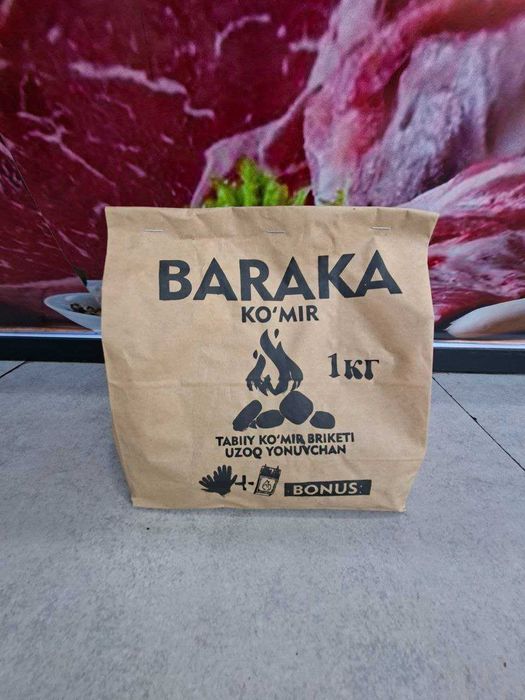 BARAKA
KO‘MIR
1кг
TABIIY KO‘MIR BRIKETI
UZOQ YONUVCHAN
BONUS